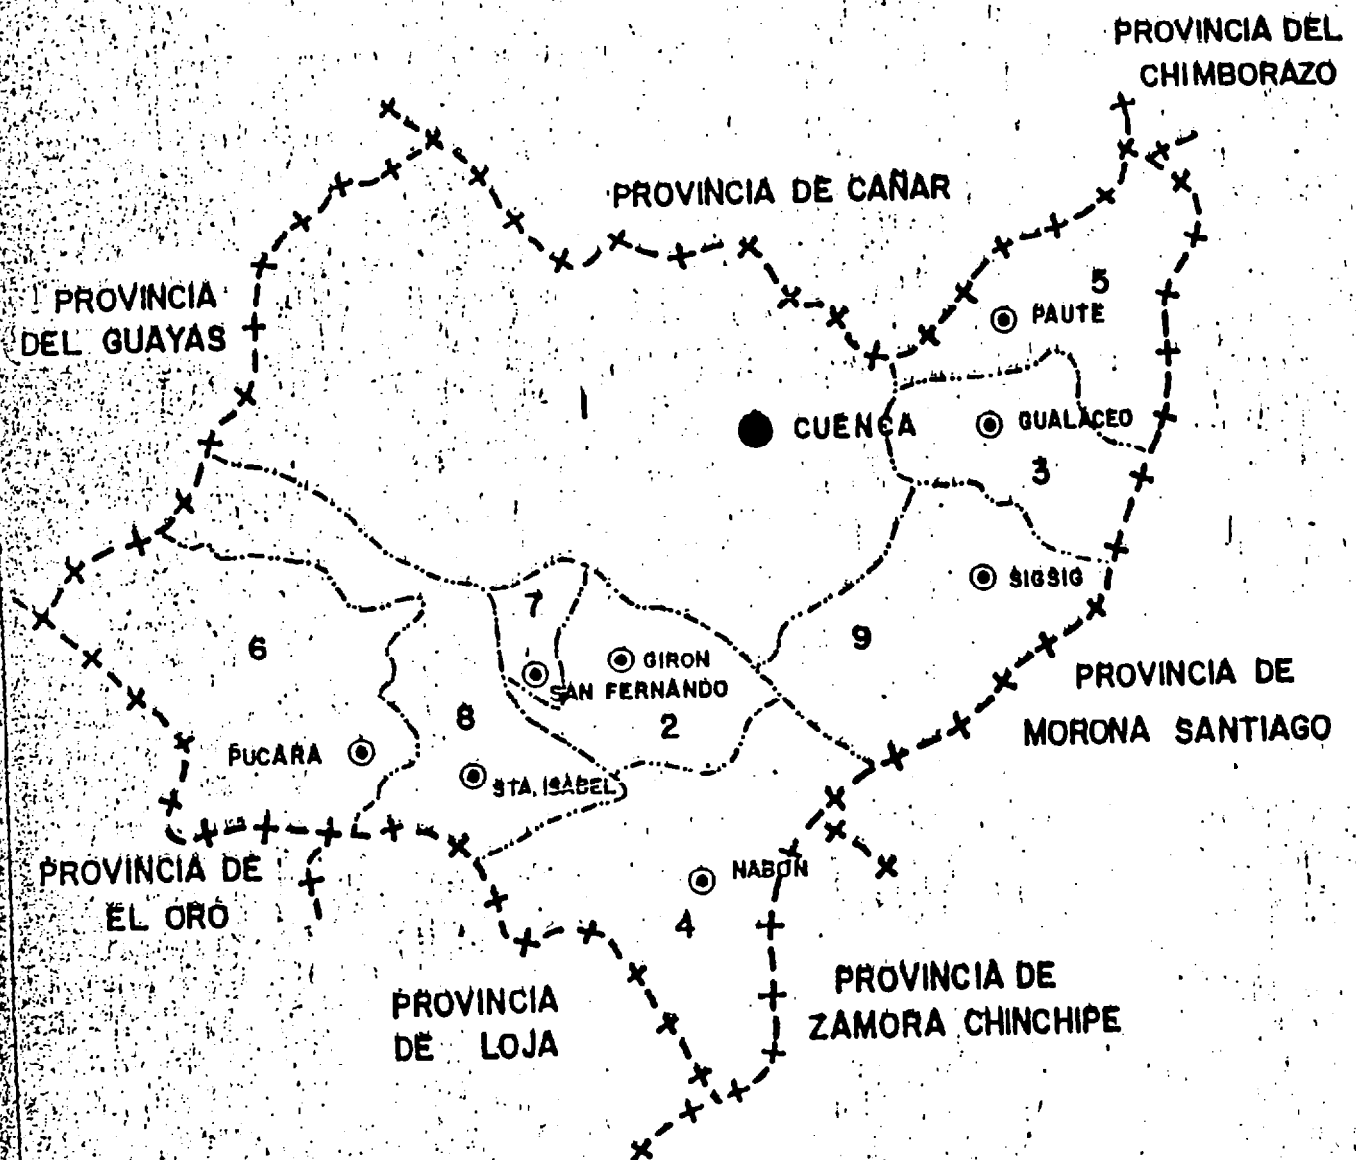 PROVINCIA DEL
CHIMBORAZO
PROVINCIA DE CAÑAR
PROVINCIA
DEL GUAYAS
5
PAUTE
1
CUENCA
GUALACEO
3
SIGSIG
7
9
6
GIRON
SAN FERNANDO
8
2
PUCARA
STA. ISABEL
PROVINCIA DE
MORONA SANTIAGO
PROVINCIA DE
EL ORO
NABON
4
PROVINCIA
DE LOJA
PROVINCIA DE
ZAMORA CHINCHIPE